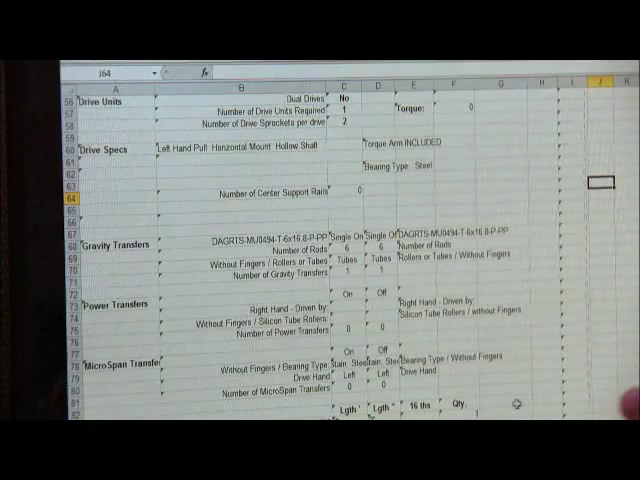 J64 fx
A B C D E F G H I J K L
56 Drive Units Dual Drives No
57 Number of Drive Units Required 1 Torque: 0
58 Number of Drive Sprockets per drive 2
59
60 Drive Specs Left Hand Pull Horizontal Mount Hollow Shaft Torque Arm INCLUDED
61
62 Bearing Type Steel
63
64 Number of Center Support Rails 0
65
66
67 DAGRTS-MU0494-T-6x16.8-P-PP Single On Single Of DAGRTS-MU0494-T-6x16.8-P-PP
68 Gravity Transfers Number of Rods 6 6 Number of Rods
69 Without Fingers / Rollers or Tubes Tubes Tubes Rollers or Tubes / Without Fingers
70 Number of Gravity Transfers 1 1
71
72 On Off
73 Power Transfers Right Hand - Driven by: Right Hand - Driven by:
74 Without Fingers / Silicon Tube Rollers: Silicon Tube Rollers / without Fingers
75 Number of Power Transfers 0 0
76
77 On Off
78 MicroSpan Transfe Without Fingers / Bearing Type: Stain. Steel tain. Stee Bearing Type / Without Fingers
79 Drive Hand Left Left Drive Hand
80 Number of MicroSpan Transfers 0 0
81 Lgth ' Lgth " 16 ths Qty.
82 1